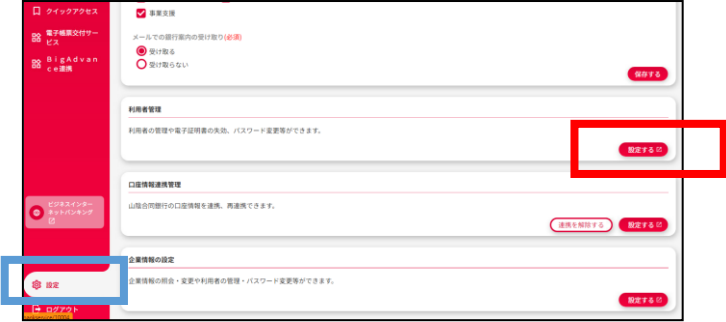 クイックアクセス
電子帳票交付サー
ビス
ＢｉｇＡｄｖａｎ
ｃｅ連携
ビジネスインター
ネットバンキング
設定
ログアウト
事業支援
メールでの銀行案内の受け取り(必須)
受け取る
受け取らない
保存する
利用者管理
利用者の管理や電子証明書の失効、パスワード変更等ができます。
設定する
口座情報連携管理
山陰合同銀行の口座情報を連携、再連携できます。
連携を解除する
設定する
企業情報の設定
企業情報の照会・変更や利用者の管理・パスワード変更等ができます。
設定する